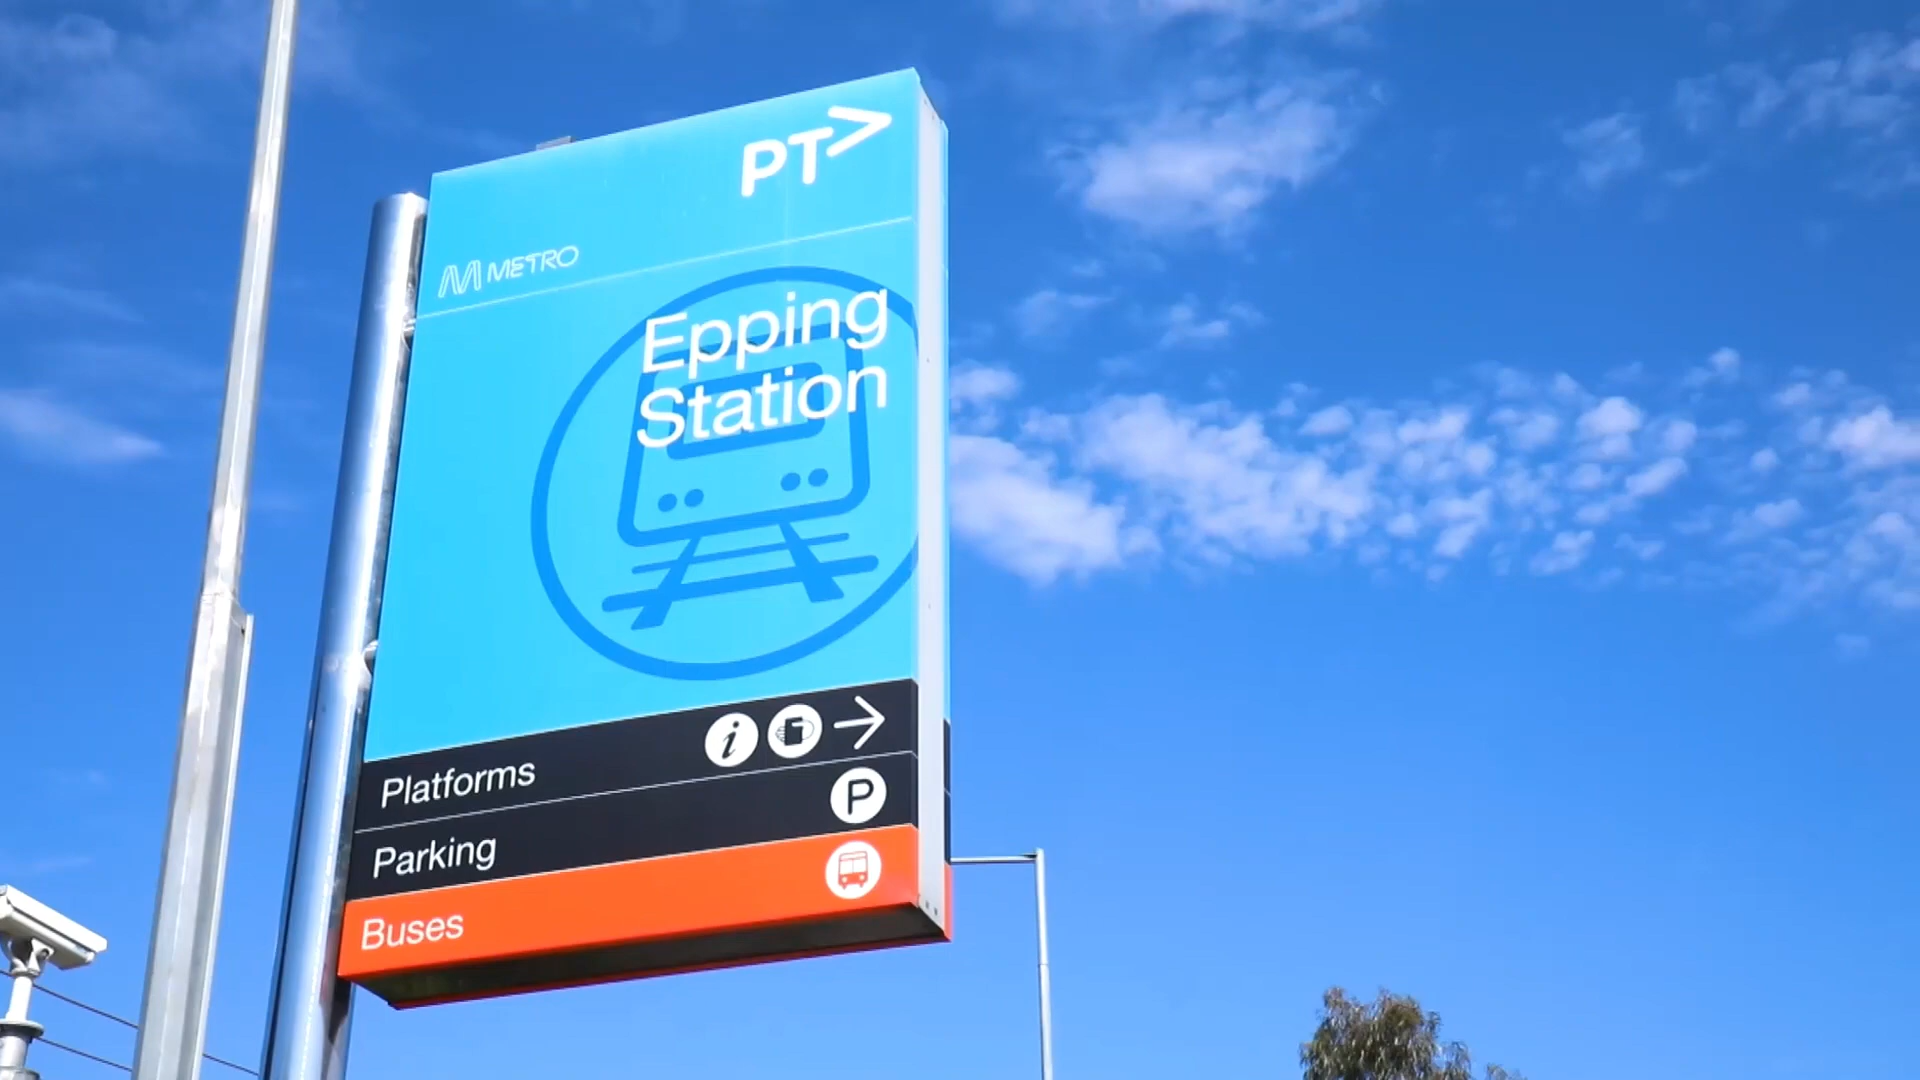 PT>
METRO
Epping
Station
i
Platforms
P
Parking
Buses